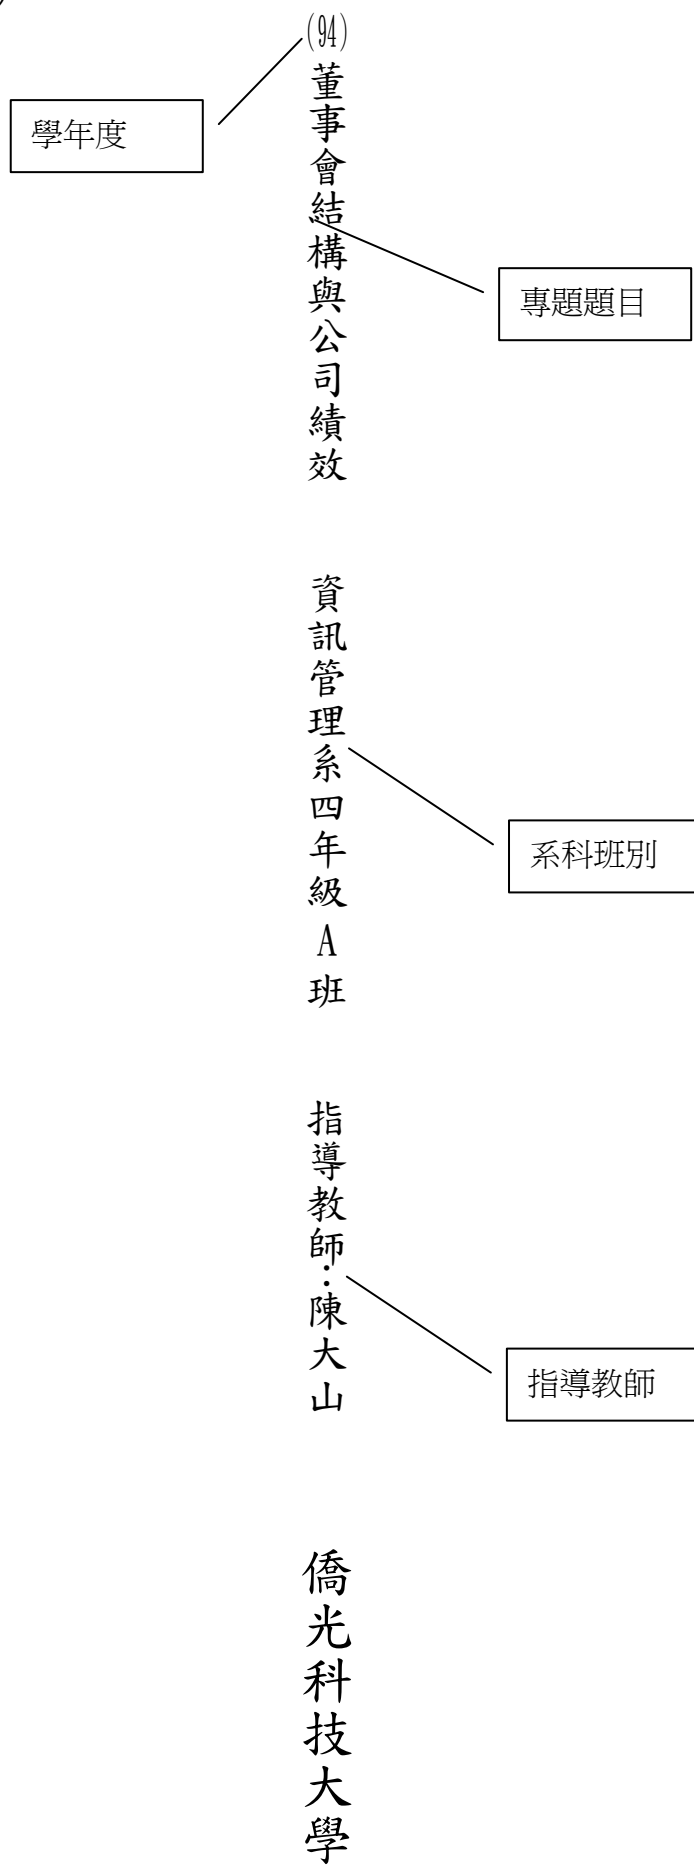 (94)
學年度
董事會結構與公司績效
專題題目
資訊管理系四年級A班
系科班別
指導教師：陳大山
指導教師
僑光科技大學